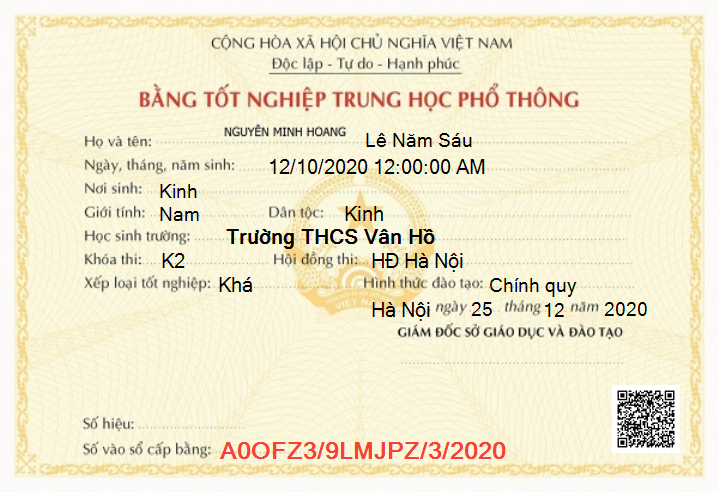 CỘNG HÒA XÃ HỘI CHỦ NGHĨA VIỆT NAM
Độc lập - Tự do - Hạnh phúc
BẰNG TỐT NGHIỆP TRUNG HỌC PHỔ THÔNG
Họ và tên: NGUYỄN MINH HOANG Lê Năm Sáu
Ngày, tháng, năm sinh: 12/10/2020 12:00:00 AM
Nơi sinh: Kinh
Giới tính: Nam Dân tộc: Kinh
Học sinh trường: Trường THCS Vân Hồ
Khóa thi: K2 Hội đồng thi: HĐ Hà Nội
Xếp loại tốt nghiệp: Khá Hình thức đào tạo: Chính quy
VIỆT NAM
Hà Nội ngày 25 tháng 12 năm 2020
GIÁM ĐỐC SỞ GIÁO DỤC VÀ ĐÀO TẠO
Số hiệu:
Số vào sổ cấp bằng: A0OFZ3/9LMJPZ/3/2020